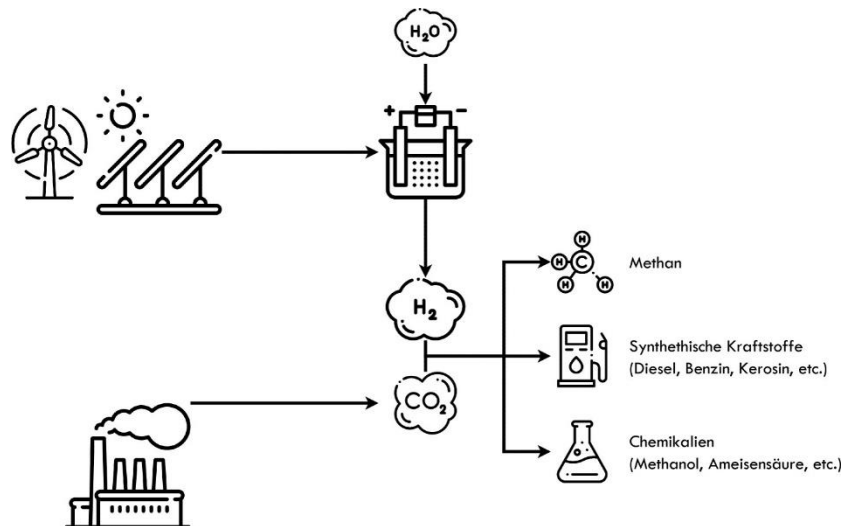 H₂O
+ −
H
H C
H H
Methan
H₂
Synthethische Kraftstoffe
(Diesel, Benzin, Kerosin, etc.)
CO₂
Chemikalien
(Methanol, Ameisensäure, etc.)